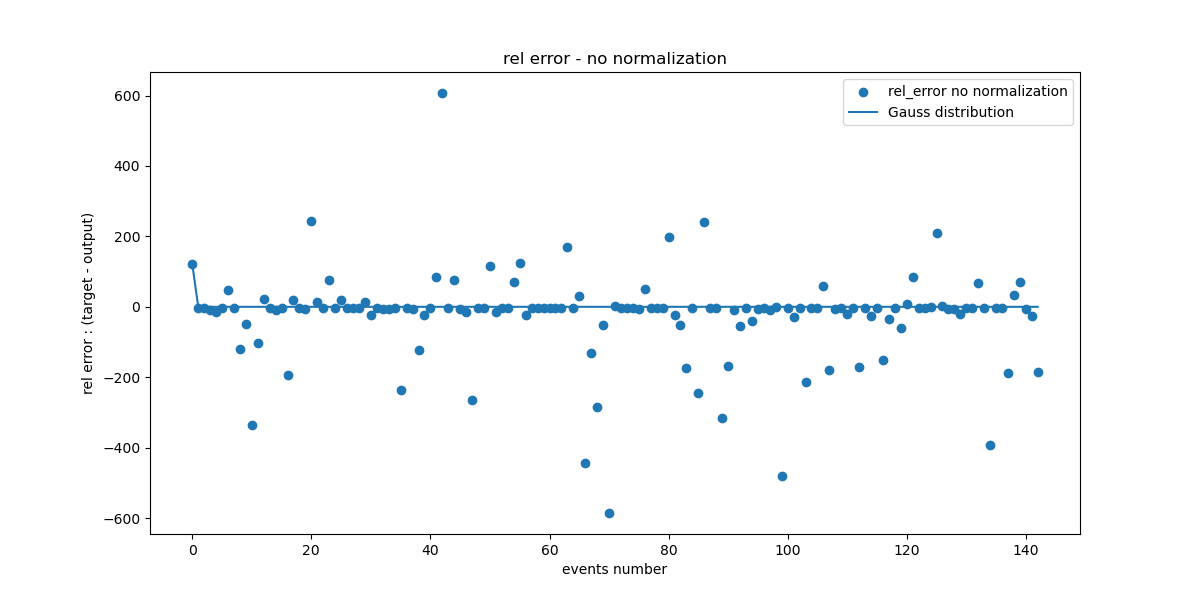 rel error - no normalization
rel_error no normalization
Gauss distribution
rel error : (target - output)
600
400
200
0
−200
−400
−600
0 20 40 60 80 100 120 140
events number